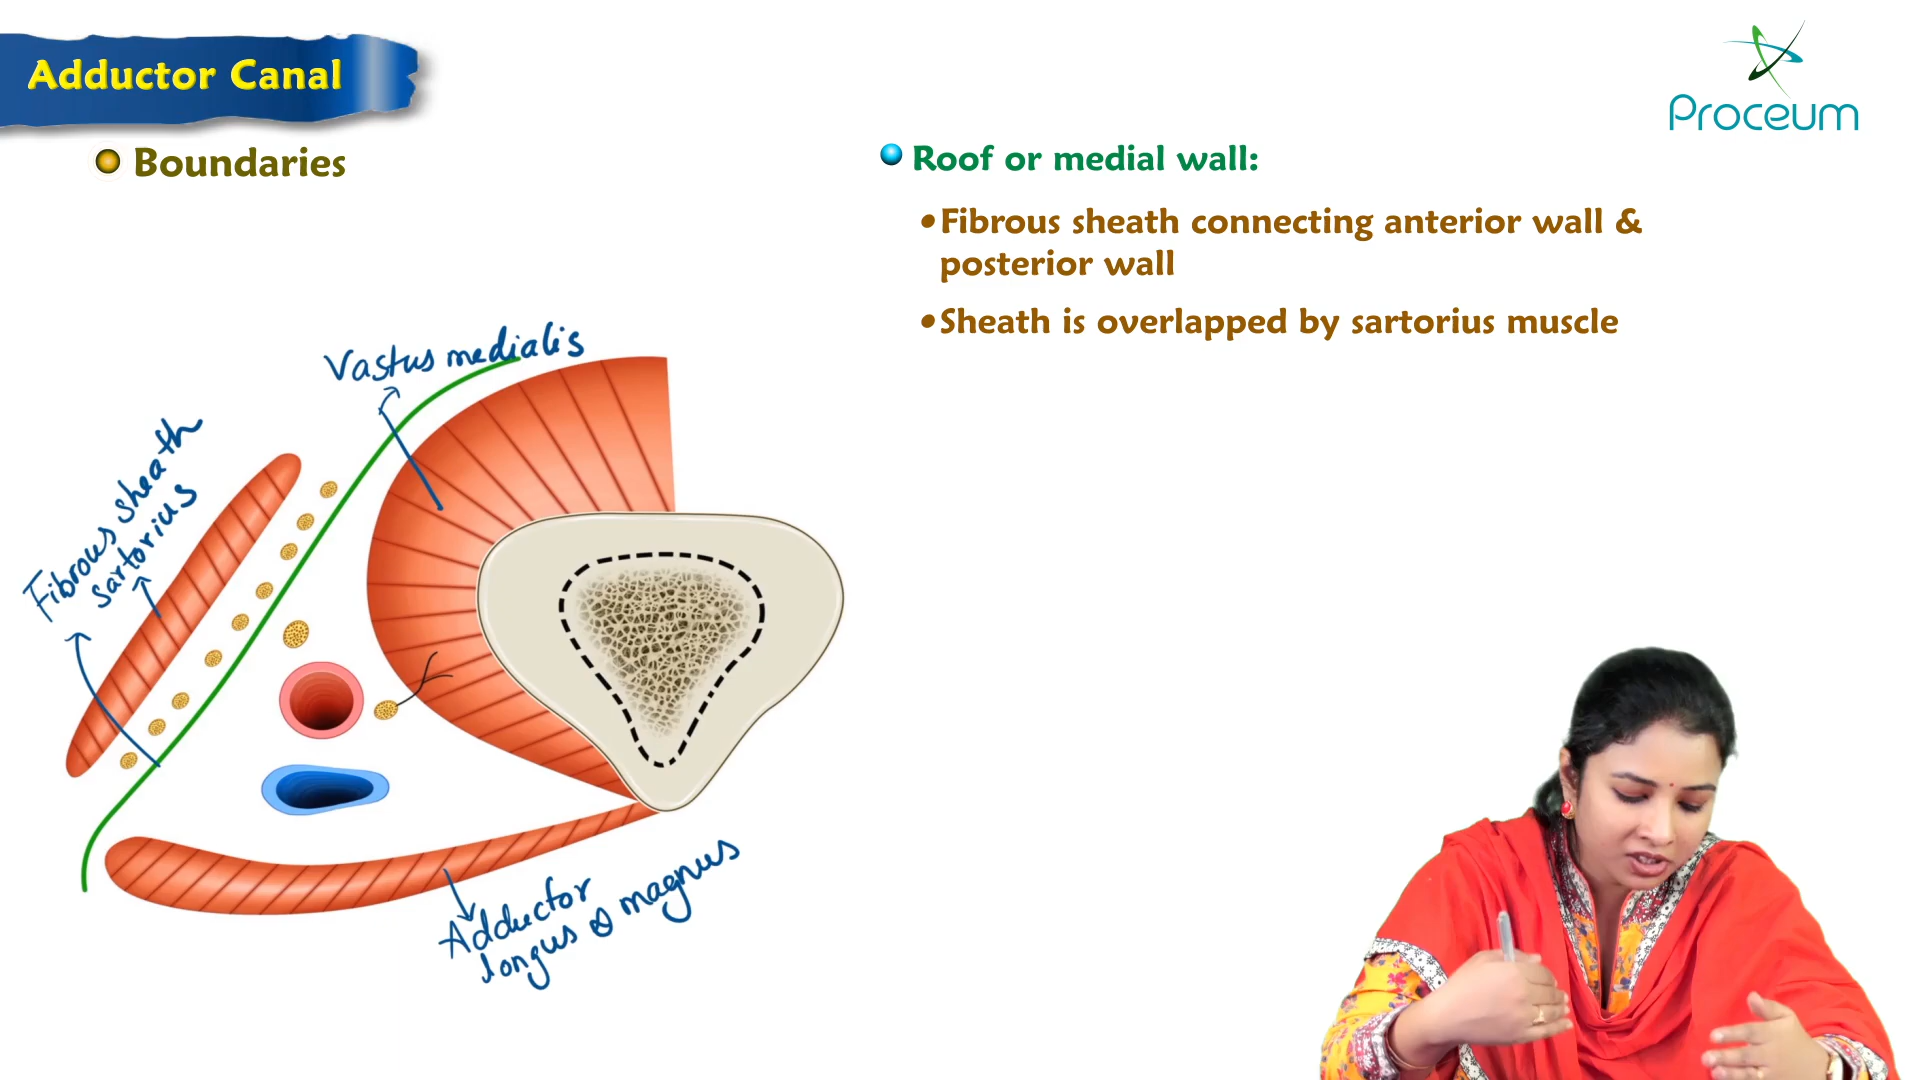 Adductor Canal
Proceum
Boundaries
Roof or medial wall:
Fibrous sheath connecting anterior wall &
posterior wall
Sheath is overlapped by sartorius muscle
Vastus medialis
Fibrous sheath
Sartorius
Adductor
longus & magnus